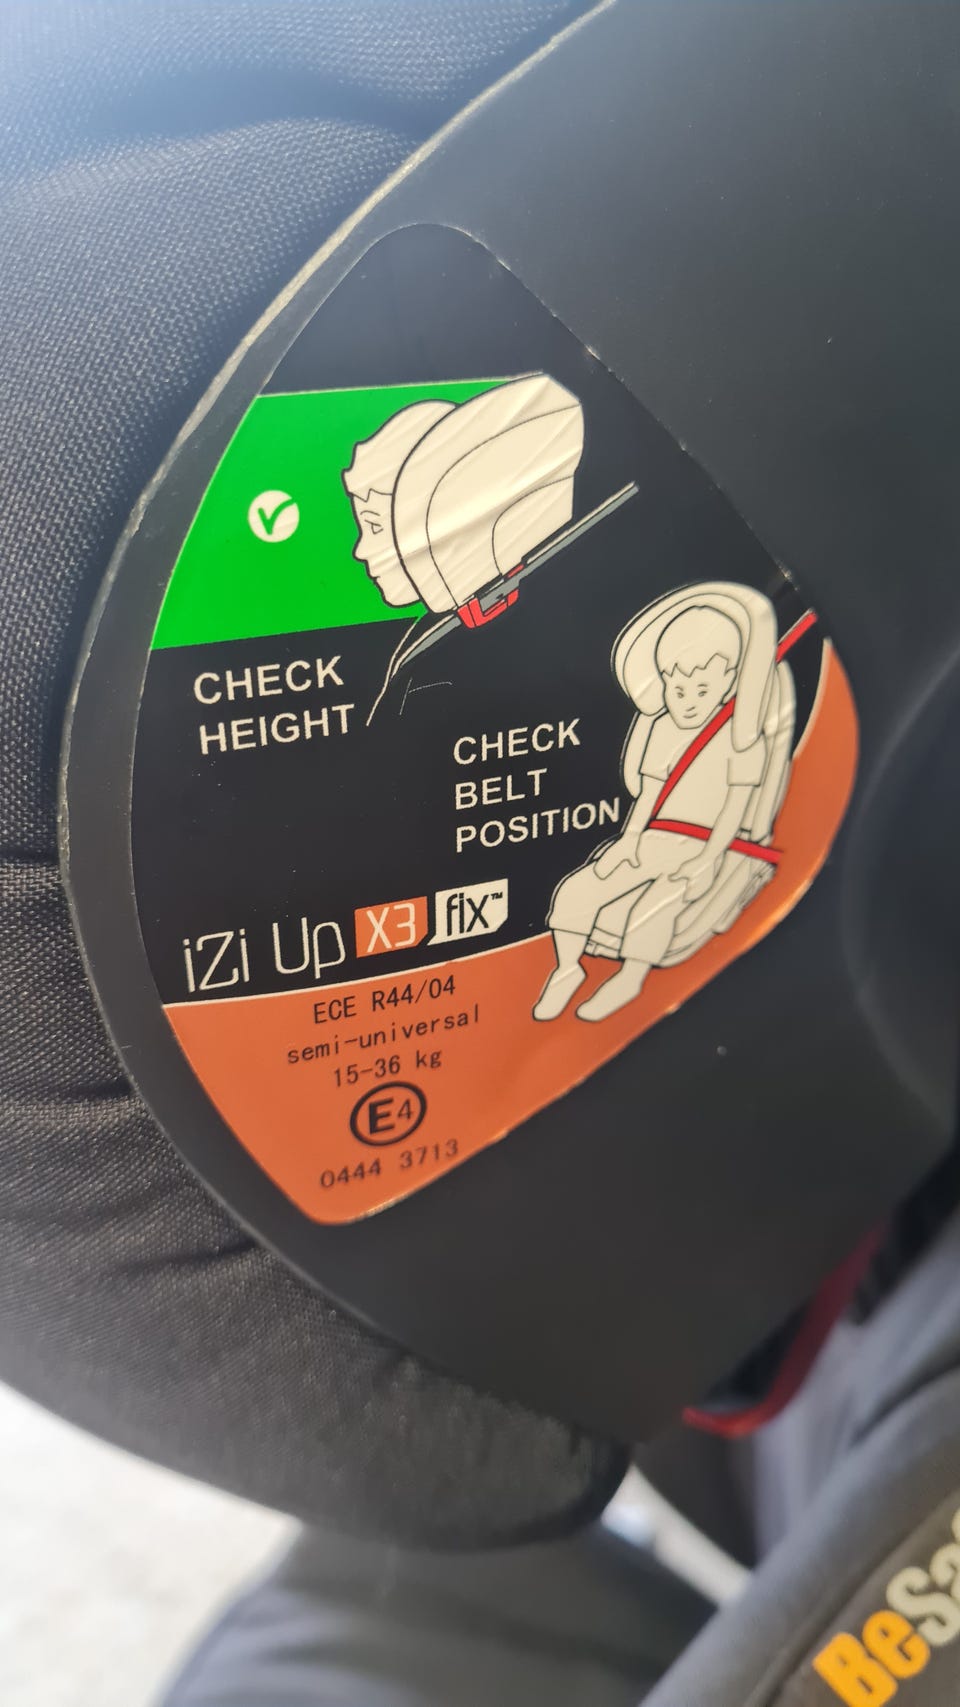 CHECK
HEIGHT
CHECK
BELT
POSITION
iZi Up X3 fix™
ECE R44/04
semi-universal
15-36 kg
E4
0444 3713
BeSa